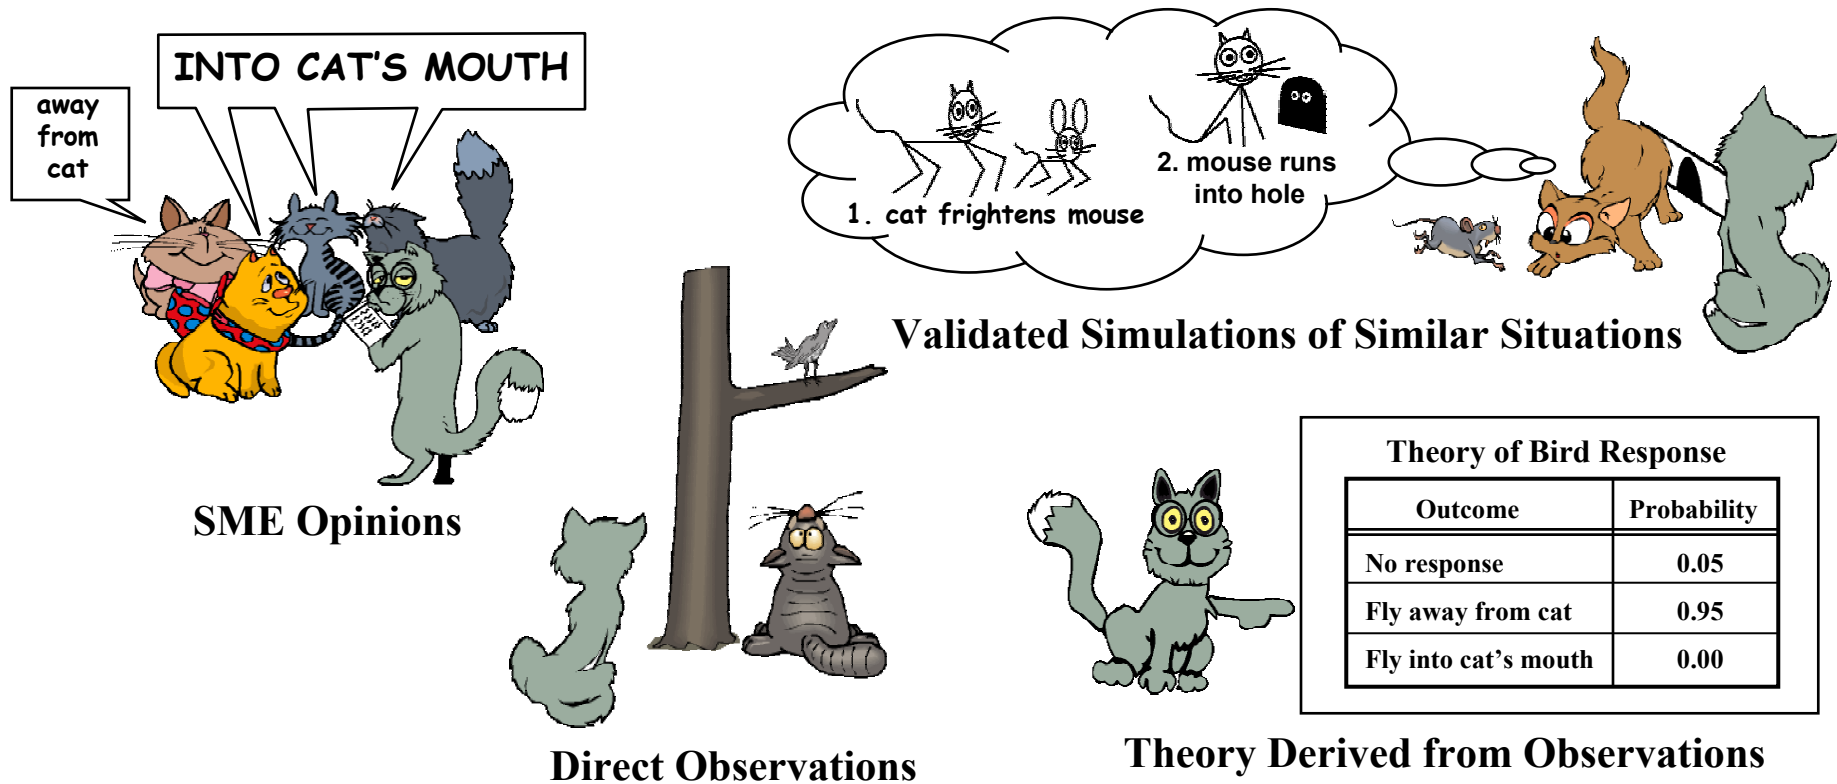 INTO CAT'S MOUTH
away
from
cat
SME Opinions
1. cat frightens mouse
2. mouse runs
into hole
Validated Simulations of Similar Situations
Direct Observations
Theory of Bird Response
Outcome Probability
No response 0.05
Fly away from cat 0.95
Fly into cat’s mouth 0.00
Theory Derived from Observations